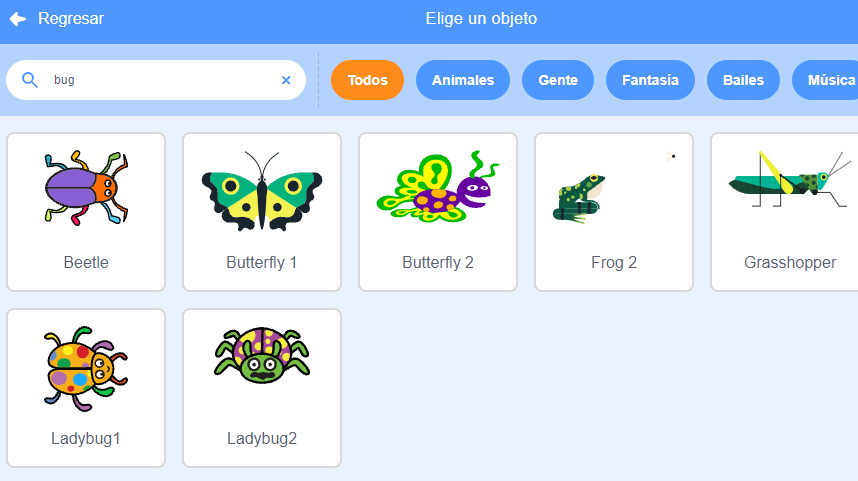 Regresar
Elige un objeto
bug
Todos
Animales
Gente
Fantasía
Bailes
Música
Beetle
Butterfly 1
Butterfly 2
Frog 2
Grasshopper
Ladybug1
Ladybug2